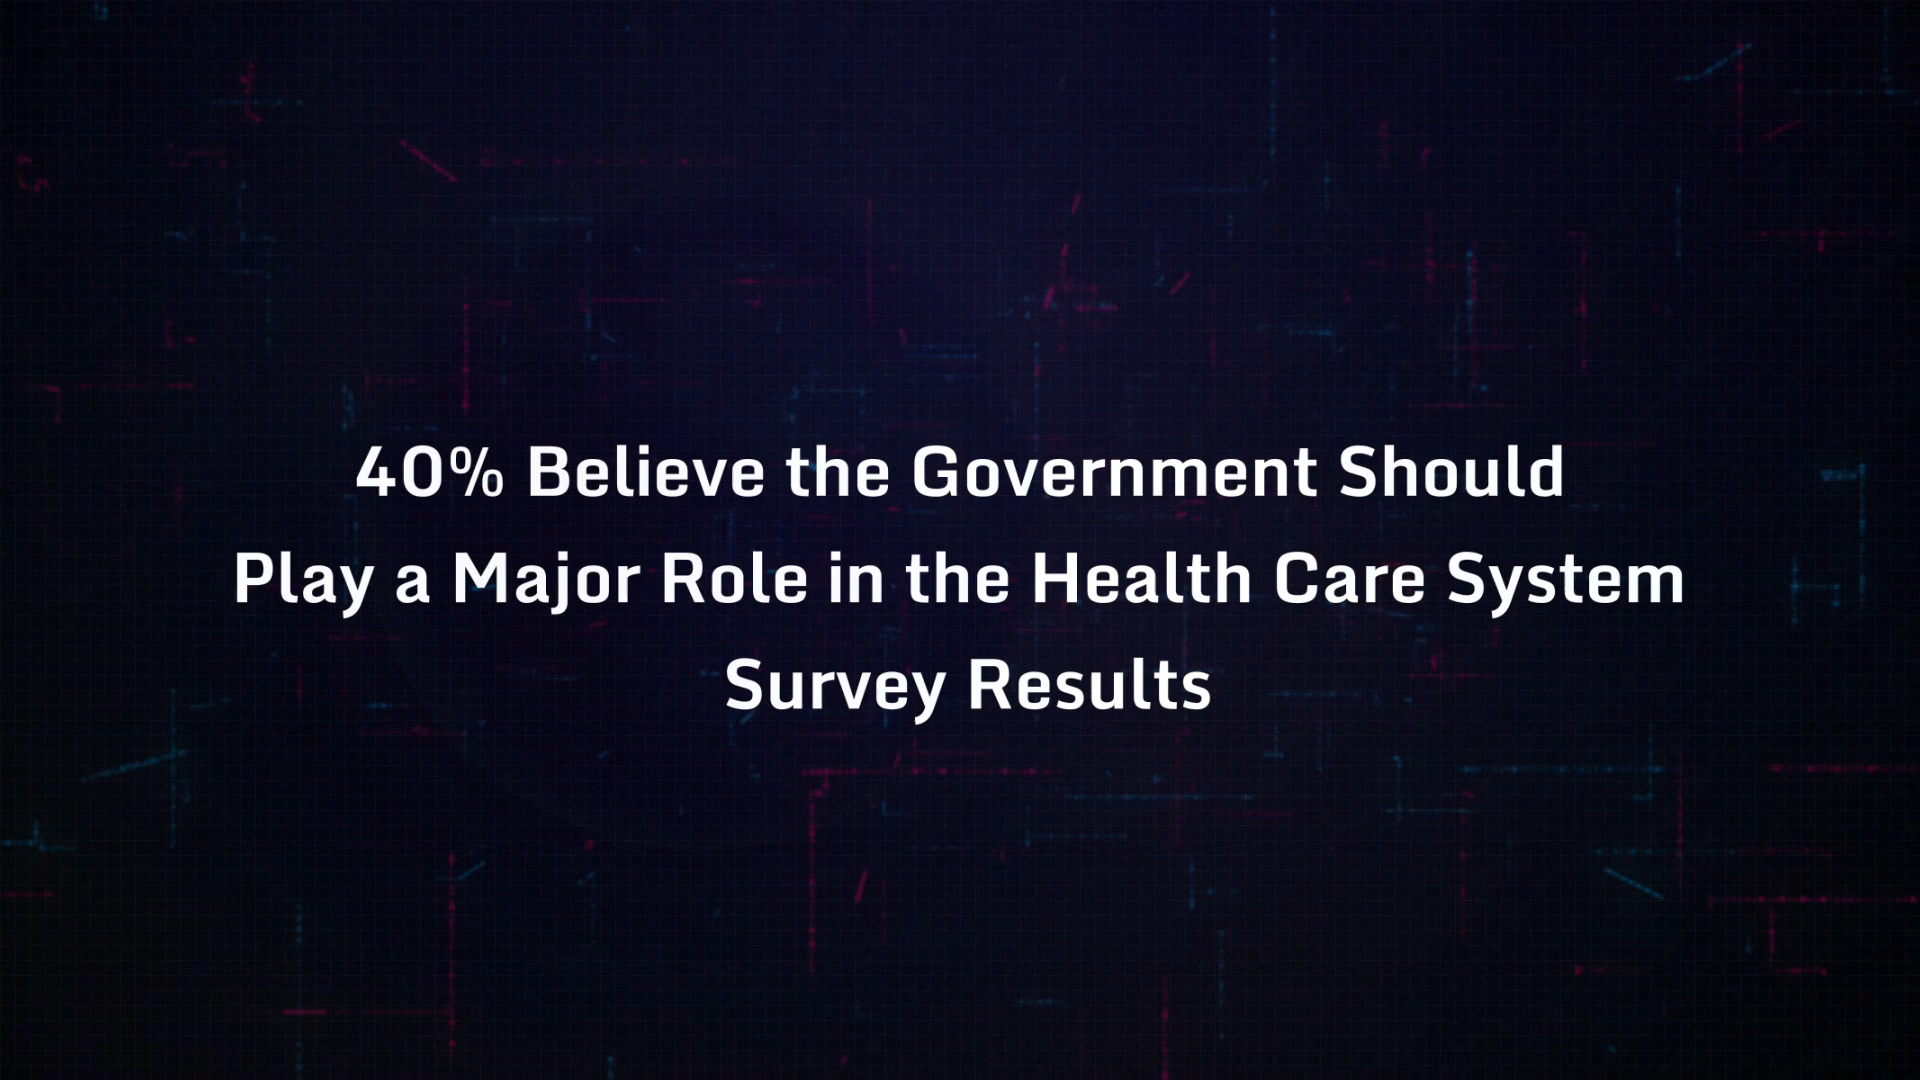 40% Believe the Government Should
Play a Major Role in the Health Care System
Survey Results